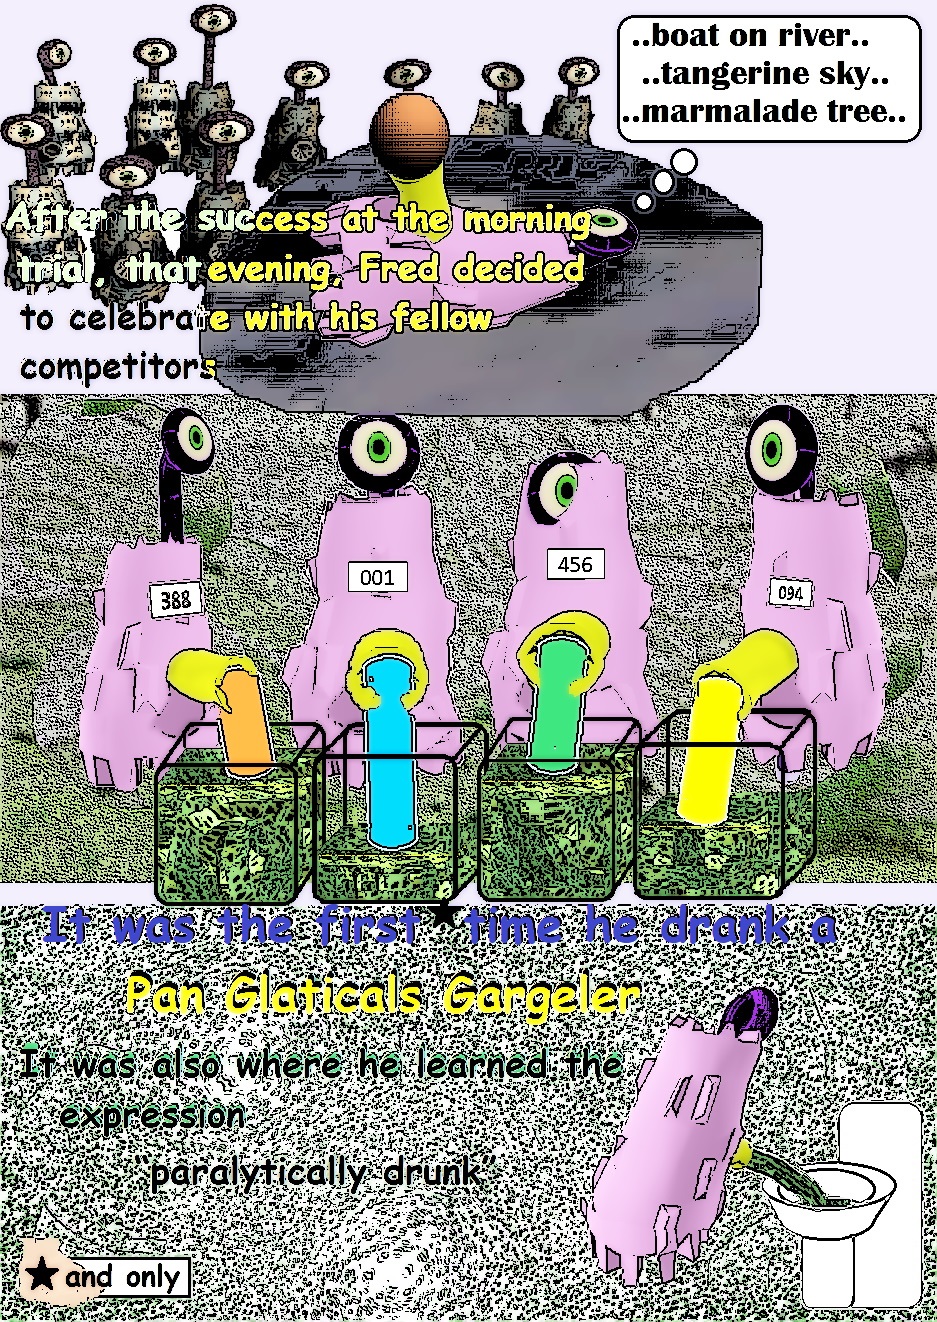 ..boat on river..
..tangerine sky..
..marmalade tree..
After the success at the morning
trial, that evening, Fred decided
to celebrate with his fellow
competitors
388
001
456
094
It was the first★time he drank a
Pan Glaticals Gargeler
It was also where he learned the
expression
"paralytically drunk"
★ and only